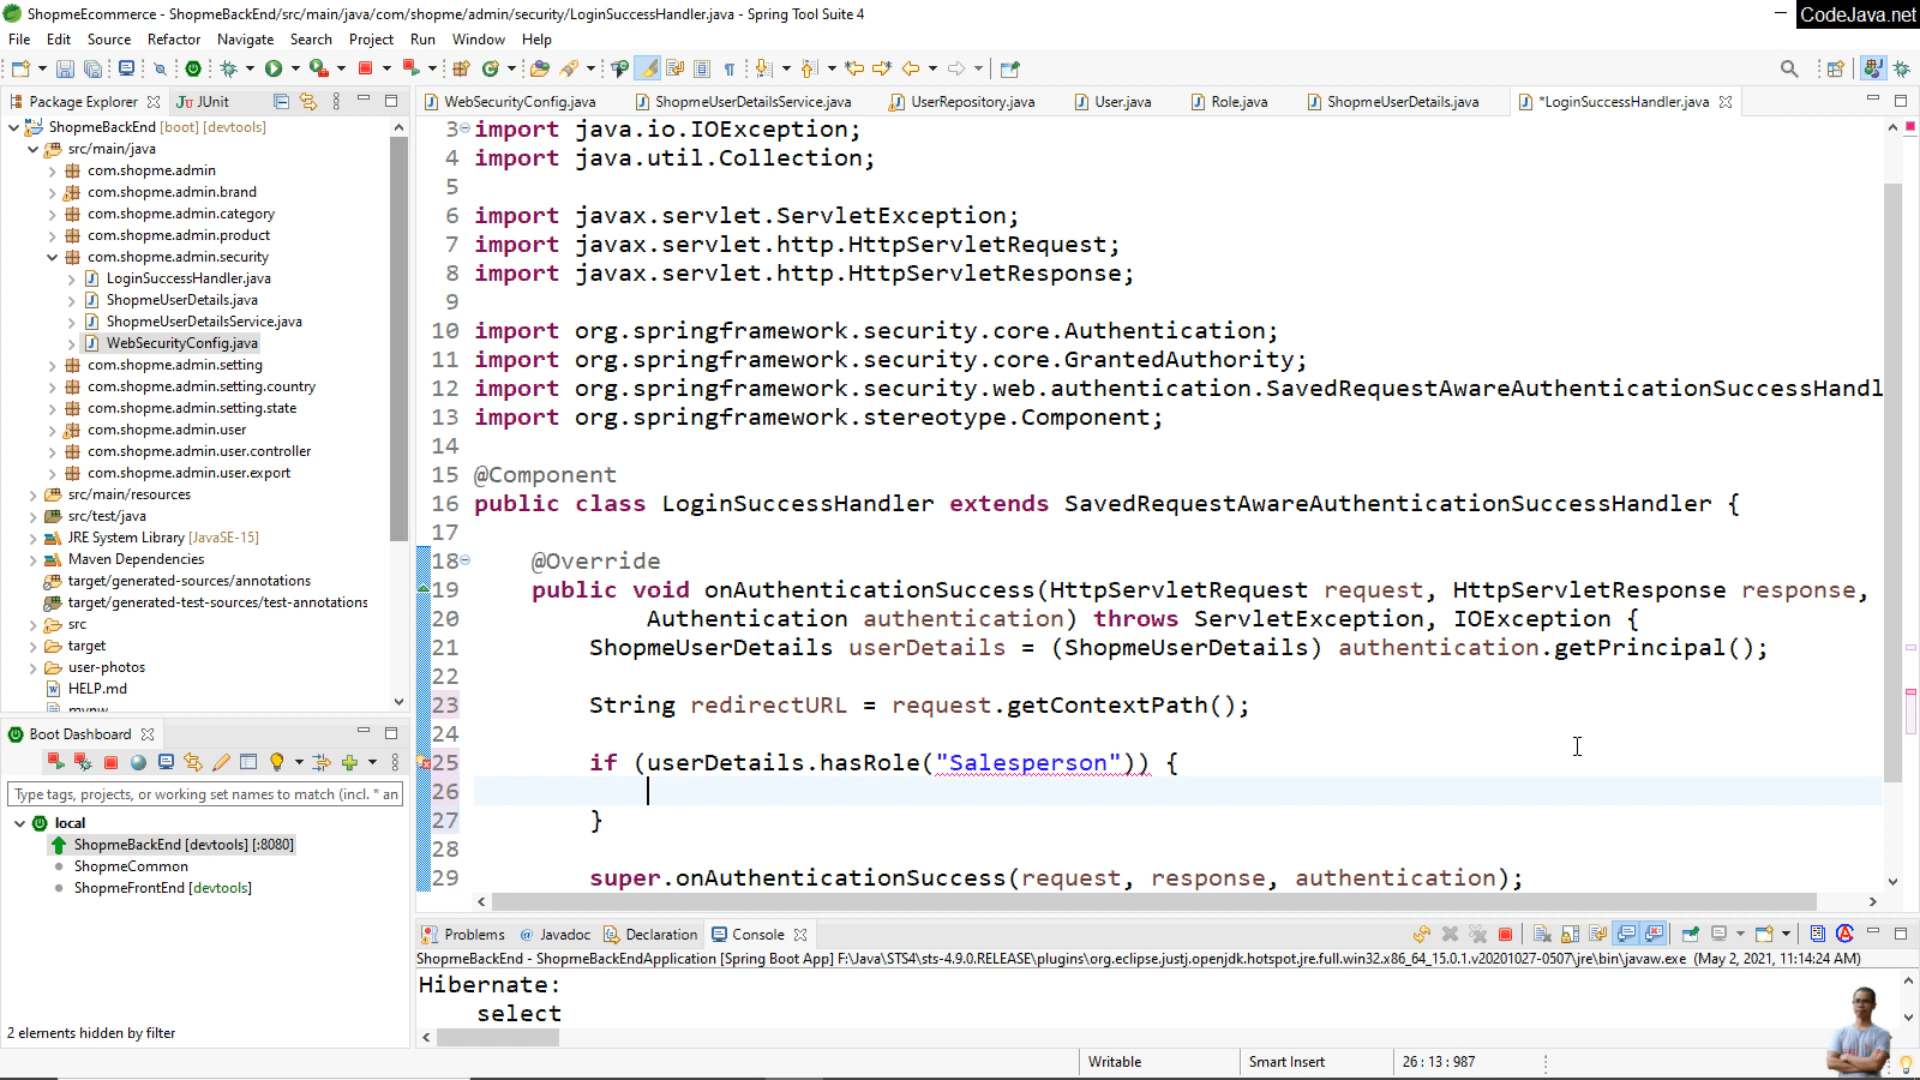 ShopmeEcommerce - ShopmeBackEnd/src/main/java/com/shopme/admin/security/LoginSuccessHandler.java - Spring Tool Suite 4
CodeJava.net
File Edit Source Refactor Navigate Search Project Run Window Help
Package Explorer
JUnit
ShopmeBackEnd [boot] [devtools]
src/main/java
com.shopme.admin
com.shopme.admin.brand
com.shopme.admin.category
com.shopme.admin.product
com.shopme.admin.security
LoginSuccessHandler.java
ShopmeUserDetails.java
ShopmeUserDetailsService.java
WebSecurityConfig.java
com.shopme.admin.setting
com.shopme.admin.setting.country
com.shopme.admin.setting.state
com.shopme.admin.user
com.shopme.admin.user.controller
com.shopme.admin.user.export
src/main/resources
src/test/java
JRE System Library [JavaSE-15]
Maven Dependencies
target/generated-sources/annotations
target/generated-test-sources/test-annotations
src
target
user-photos
HELP.md
Boot Dashboard
Type tags, projects, or working set names to match (incl. * an
local
ShopmeBackEnd [devtools] [:8080]
ShopmeCommon
ShopmeFrontEnd [devtools]
2 elements hidden by filter
WebSecurityConfig.java ShopmeUserDetailsService.java UserRepository.java User.java Role.java ShopmeUserDetails.java *LoginSuccessHandler.java
3 import java.io.IOException;
4 import java.util.Collection;
5
6 import javax.servlet.ServletException;
7 import javax.servlet.http.HttpServletRequest;
8 import javax.servlet.http.HttpServletResponse;
9
10 import org.springframework.security.core.Authentication;
11 import org.springframework.security.core.GrantedAuthority;
12 import org.springframework.security.web.authentication.SavedRequestAwareAuthenticationSuccessHandl
13 import org.springframework.stereotype.Component;
14
15 @Component
16 public class LoginSuccessHandler extends SavedRequestAwareAuthenticationSuccessHandler {
17
18 @Override
19 public void onAuthenticationSuccess(HttpServletRequest request, HttpServletResponse response,
20 Authentication authentication) throws ServletException, IOException {
21 ShopmeUserDetails userDetails = (ShopmeUserDetails) authentication.getPrincipal();
22
23 String redirectURL = request.getContextPath();
24
25 if (userDetails.hasRole("Salesperson")) {
26
27 }
28
29 super.onAuthenticationSuccess(request, response, authentication);
Problems Javadoc Declaration Console
ShopmeBackEnd - ShopmeBackEndApplication [Spring Boot App] F:\Java\STS4\sts-4.9.0.RELEASE\plugins\org.eclipse.justj.openjdk.hotspot.jre.full.win32.x86_64_15.0.1.v20201027-0507\jre\bin\javaw.exe (May 2, 2021, 11:14:24 AM)
Hibernate:
select
Writable Smart Insert 26 : 13 : 987